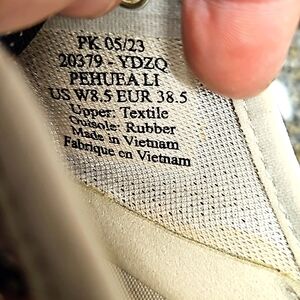 PK 05/23
20379 - YDZQ
PEHUEA LI
US W8.5 EUR 38.5
Upper: Textile
Outsole: Rubber
Made in Vietnam
Fabrique en Vietnam